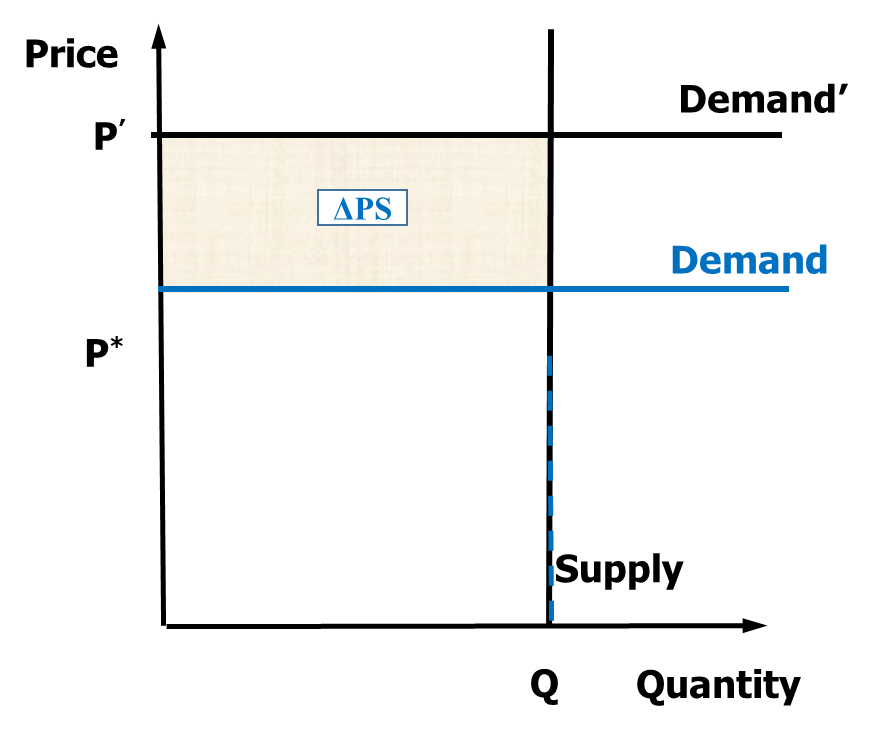 Price
Demand’
P’
ΔPS
Demand
P*
Supply
Q
Quantity